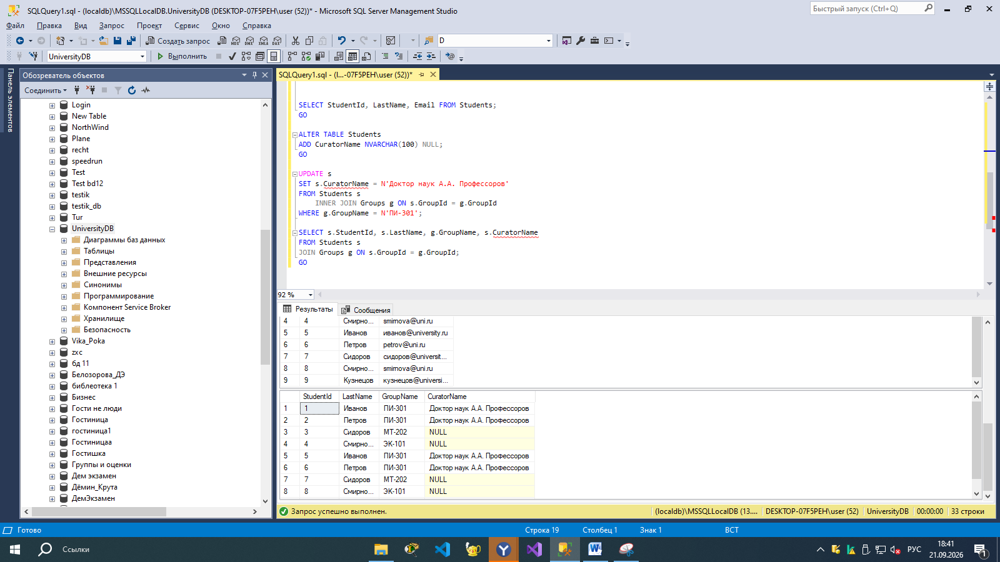 SQLQuery1.sql - (localdb)\MSSQLLocalDB.UniversityDB (DESKTOP-07F5PEH\user (52))* - Microsoft SQL Server Management Studio
Быстрый запуск (Ctrl+Q)
Файл Правка Вид Запрос Проект Сервис Окно Справка
Создать запрос
MDX DMX XMLA DAX
D
UniversityDB
Выполнить
Панель элементов
Обозреватель объектов
Соединить
Login
New Table
NorthWind
Plane
recht
speedrun
Test
Test bd12
testik
testik_db
Tur
UniversityDB
Диаграммы баз данных
Таблицы
Представления
Внешние ресурсы
Синонимы
Программирование
Компонент Service Broker
Хранилище
Безопасность
Vika_Poka
zxc
бд 11
Белозорова_ДЭ
библеотека 1
Бизнес
Гости не люди
Гостиница
гостиница1
Гостиницаа
Гостишка
Группы и оценки
Дем экзамен
Дёмин_Крута
ДемЭкзамен
SQLQuery1.sql - (l...-07F5PEH\user (52))*
SELECT StudentId, LastName, Email FROM Students;
GO
ALTER TABLE Students
ADD CuratorName NVARCHAR(100) NULL;
GO
UPDATE s
SET s.CuratorName = N'Доктор наук А.А. Профессоров'
FROM Students s
INNER JOIN Groups g ON s.GroupId = g.GroupId
WHERE g.GroupName = N'ПИ-301';
SELECT s.StudentId, s.LastName, g.GroupName, s.CuratorName
FROM Students s
JOIN Groups g ON s.GroupId = g.GroupId;
GO
92 %
Результаты Сообщения
4 4 Смирно... smirnova@uni.ru
5 5 Иванов иванов@university.ru
6 6 Петров petrov@uni.ru
7 7 Сидоров сидоров@universit...
8 8 Смирно... smirnova@uni.ru
9 9 Кузнецов кузнецов@universi...
StudentId LastName GroupName CuratorName
1 1 Иванов ПИ-301 Доктор наук А.А. Профессоров
2 2 Петров ПИ-301 Доктор наук А.А. Профессоров
3 3 Сидоров МТ-202 NULL
4 4 Смирно... ЭК-101 NULL
5 5 Иванов ПИ-301 Доктор наук А.А. Профессоров
6 6 Петров ПИ-301 Доктор наук А.А. Профессоров
7 7 Сидоров МТ-202 NULL
8 8 Смирно... ЭК-101 NULL
Запрос успешно выполнен.
(localdb)\MSSQLLocalDB (13.... DESKTOP-07F5PEH\user (52) UniversityDB 00:00:00 33 строки
Готово
Строка 19 Столбец 1 Знак 1 ВСТ
Ссылки
РУС
18:41
21.09.2026
1